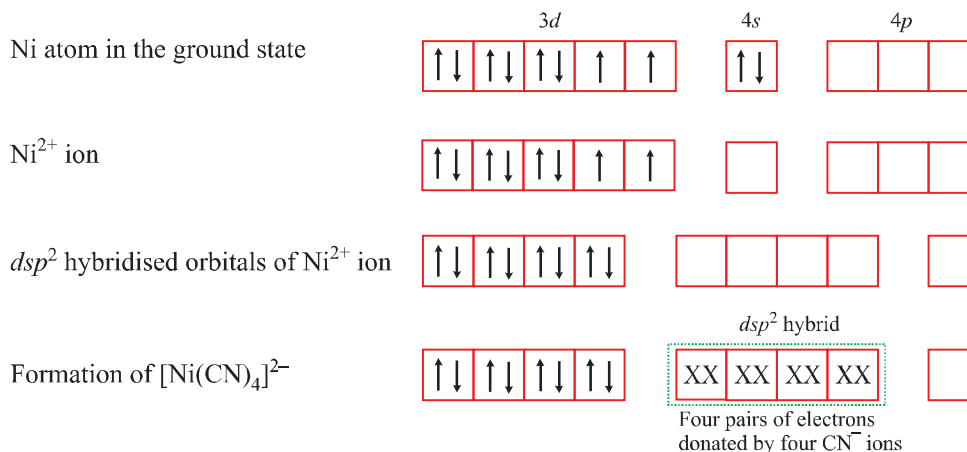 3d 4s 4p
Ni atom in the ground state
Ni²⁺ ion
dsp² hybridised orbitals of Ni²⁺ ion
dsp² hybrid
Formation of [Ni(CN)₄]²⁻
XX XX XX XX
Four pairs of electrons
donated by four CN⁻ ions